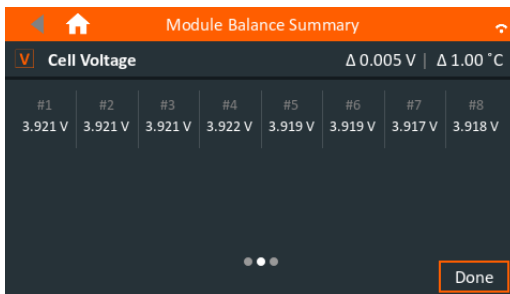 Module Balance Summary
V Cell Voltage Δ 0.005 V | Δ 1.00 ˚C
#1 #2 #3 #4 #5 #6 #7 #8
3.921 V 3.921 V 3.921 V 3.922 V 3.919 V 3.919 V 3.917 V 3.918 V
Done